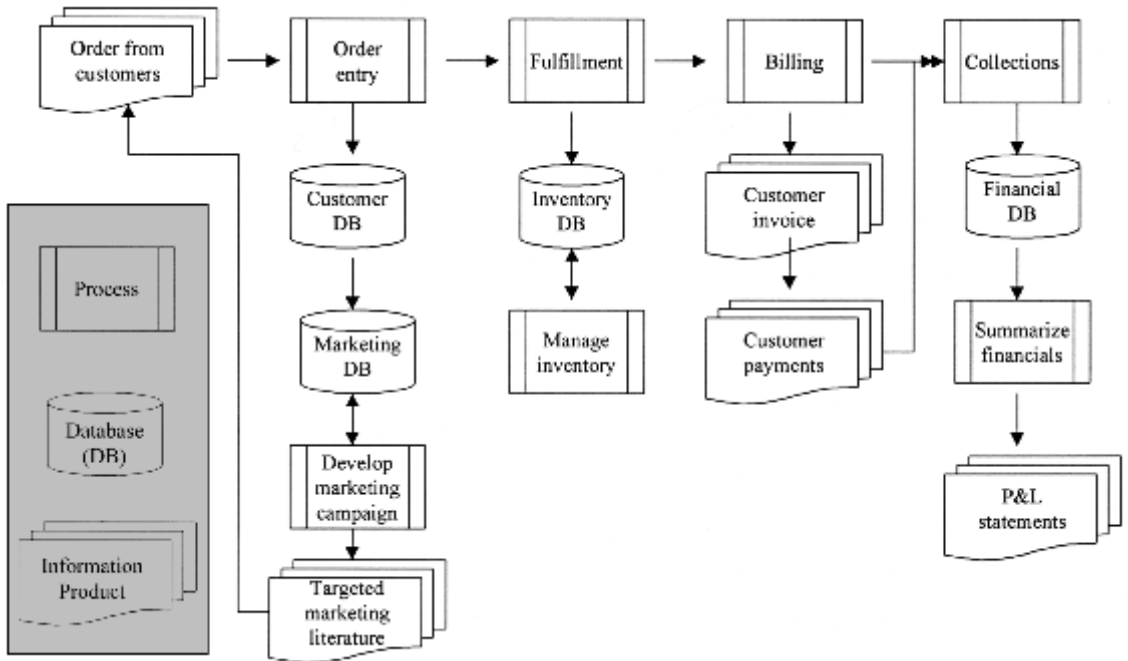 Order from
customers
Order
entry
Fulfillment
Billing
Collections
Customer
DB
Inventory
DB
Customer
invoice
Financial
DB
Process
Marketing
DB
Manage
inventory
Customer
payments
Summarize
financials
Database
(DB)
Develop
marketing
campaign
P&L
statements
Information
Product
Targeted
marketing
literature